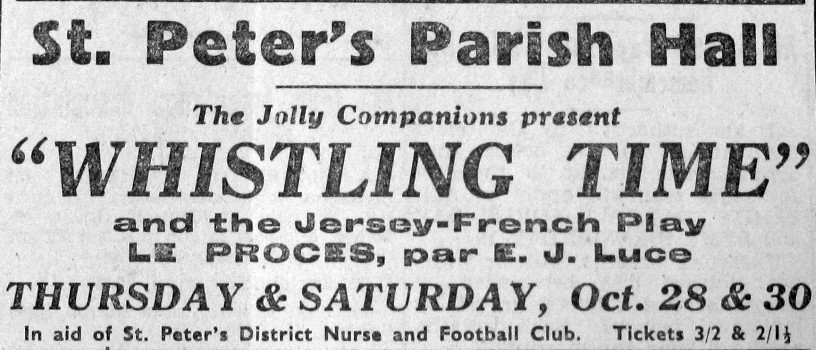 St. Peter's Parish Hall
The Jolly Companions present
"WHISTLING TIME"
and the Jersey-French Play
LE PROCES, par E. J. Luce
THURSDAY & SATURDAY, Oct. 28 & 30
In aid of St. Peter's District Nurse and Football Club. Tickets 3/2 & 2/1½